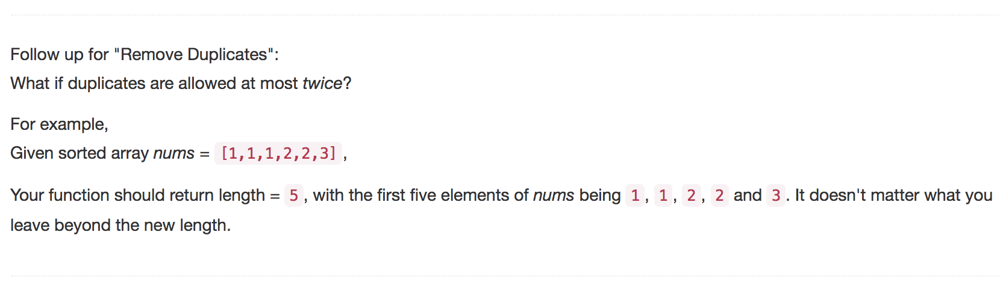 Follow up for "Remove Duplicates":
What if duplicates are allowed at most twice?
For example,
Given sorted array nums = [1,1,1,2,2,3],
Your function should return length = 5, with the first five elements of nums being 1, 1, 2, 2 and 3. It doesn't matter what you
leave beyond the new length.